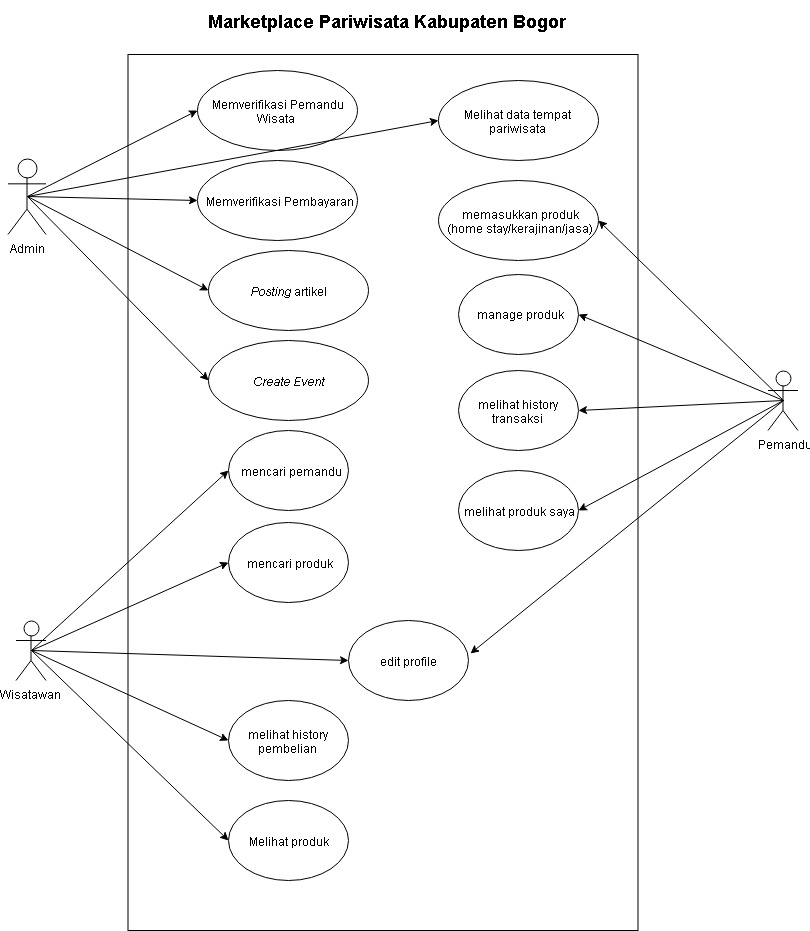 Marketplace Pariwisata Kabupaten Bogor
Memverifikasi Pemandu
Wisata
Melihat data tempat
pariwisata
Admin
Memverifikasi Pembayaran
memasukkan produk
(home stay/kerajinan/jasa)
Posting artikel
manage produk
Create Event
melihat history
transaksi
Pemandu
mencari pemandu
melihat produk saya
mencari produk
Wisatawan
edit profile
melihat history
pembelian
Melihat produk